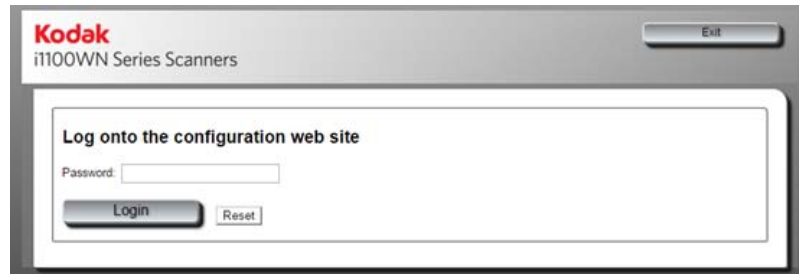 Kodak
i1100WN Series Scanners
Exit
Log onto the configuration web site
Password:
Login
Reset